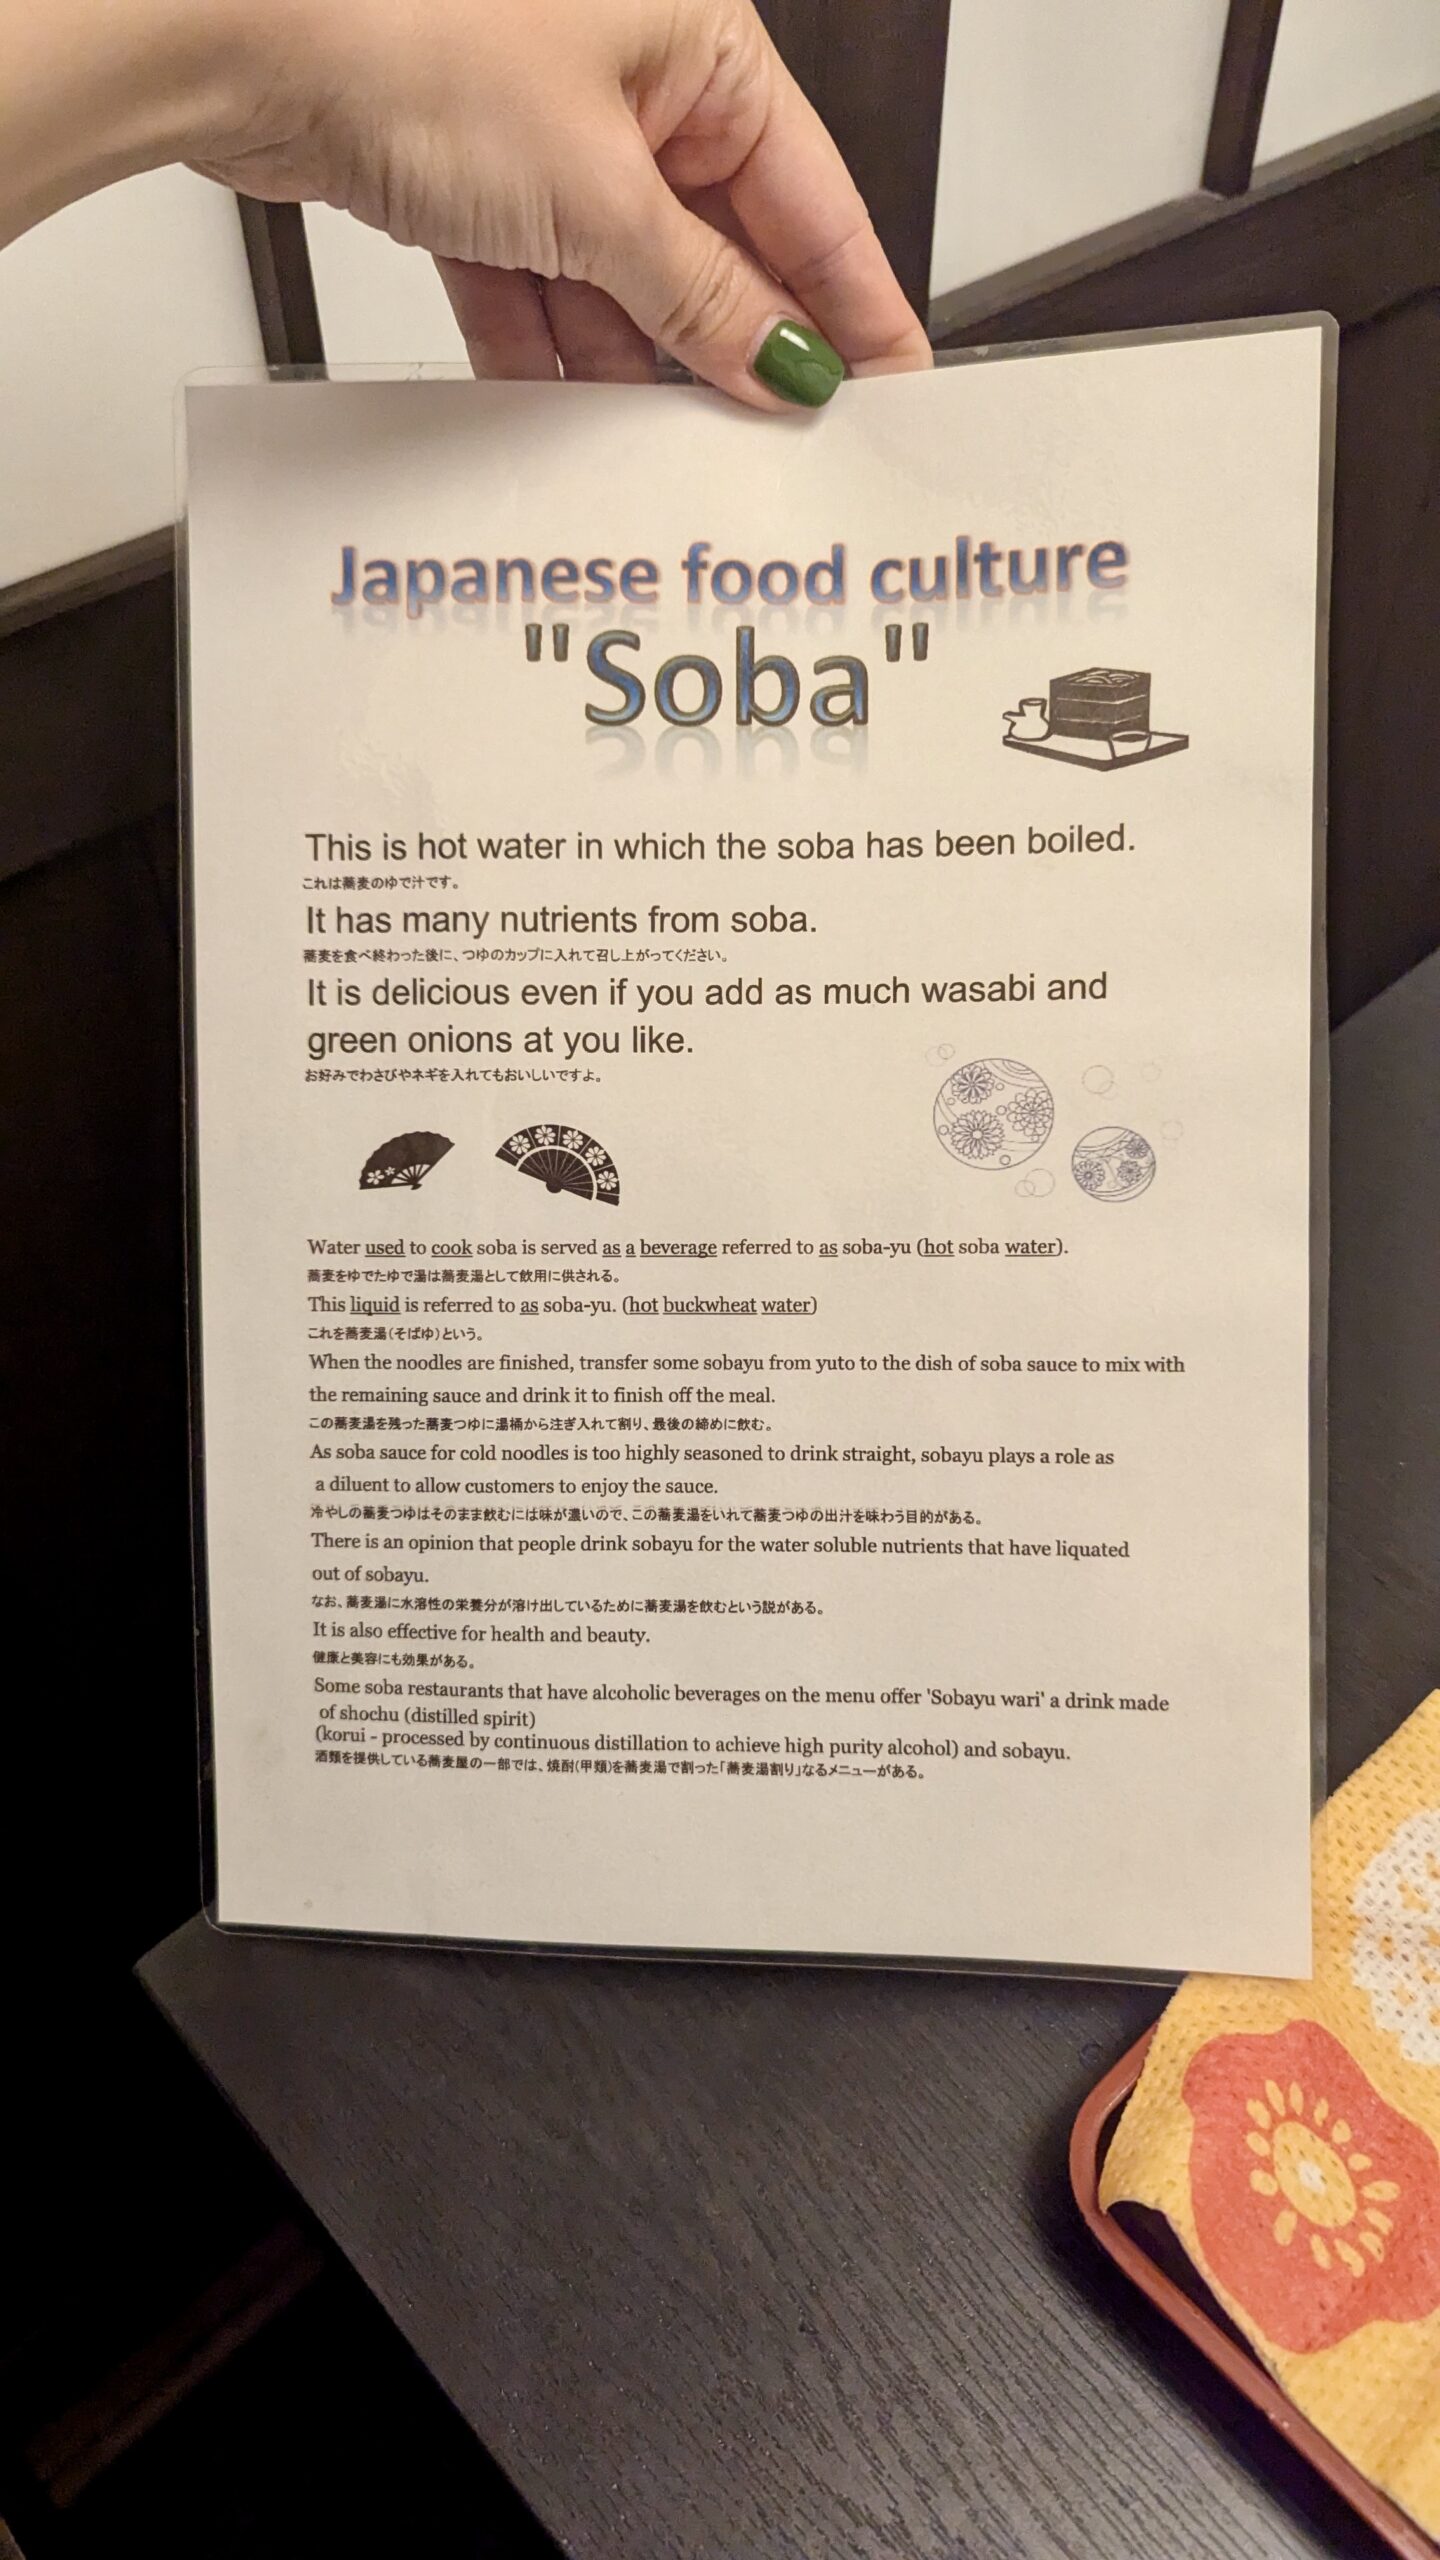 Japanese food culture
"Soba"
This is hot water in which the soba has been boiled.
これは蕎麦のゆで汁です。
It has many nutrients from soba.
蕎麦を食べ終わった後に、つゆのカップに入れて召し上がってください。
It is delicious even if you add as much wasabi and
green onions at you like.
お好みでわさびやネギを入れてもおいしいですよ。
Water used to cook soba is served as a beverage referred to as soba-yu (hot soba water).
蕎麦をゆでたゆで湯は蕎麦湯として飲用に供される。
This liquid is referred to as soba-yu. (hot buckwheat water)
これを蕎麦湯(そばゆ)という。
When the noodles are finished, transfer some sobayu from yuto to the dish of soba sauce to mix with
the remaining sauce and drink it to finish off the meal.
この蕎麦湯を残った蕎麦つゆに湯桶から注ぎ入れて割り、最後の締めに飲む。
As soba sauce for cold noodles is too highly seasoned to drink straight, sobayu plays a role as
a diluent to allow customers to enjoy the sauce.
冷やしの蕎麦つゆはそのまま飲むには味が濃いので、この蕎麦湯をいれて蕎麦つゆの出汁を味わう目的がある。
There is an opinion that people drink sobayu for the water soluble nutrients that have liquated
out of sobayu.
なお、蕎麦湯に水溶性の栄養分が溶け出しているために蕎麦湯を飲むという説がある。
It is also effective for health and beauty.
健康と美容にも効果がある。
Some soba restaurants that have alcoholic beverages on the menu offer 'Sobayu wari' a drink made
of shochu (distilled spirit)
(korui - processed by continuous distillation to achieve high purity alcohol) and sobayu.
酒類を提供している蕎麦屋の一部では、焼酎(甲類)を蕎麦湯で割った「蕎麦湯割り」なるメニューがある。